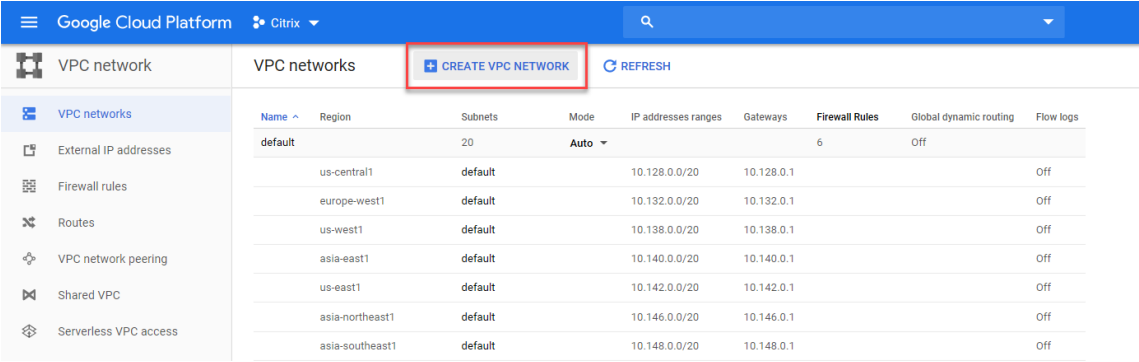 Google Cloud Platform Citrix
VPC network
VPC networks
External IP addresses
Firewall rules
Routes
VPC network peering
Shared VPC
Serverless VPC access
VPC networks CREATE VPC NETWORK REFRESH
Name Region Subnets Mode IP addresses ranges Gateways Firewall Rules Global dynamic routing Flow logs
default 20 Auto 6 Off
us-central1 default 10.128.0.0/20 10.128.0.1 Off
europe-west1 default 10.132.0.0/20 10.132.0.1 Off
us-west1 default 10.138.0.0/20 10.138.0.1 Off
asia-east1 default 10.140.0.0/20 10.140.0.1 Off
us-east1 default 10.142.0.0/20 10.142.0.1 Off
asia-northeast1 default 10.146.0.0/20 10.146.0.1 Off
asia-southeast1 default 10.148.0.0/20 10.148.0.1 Off